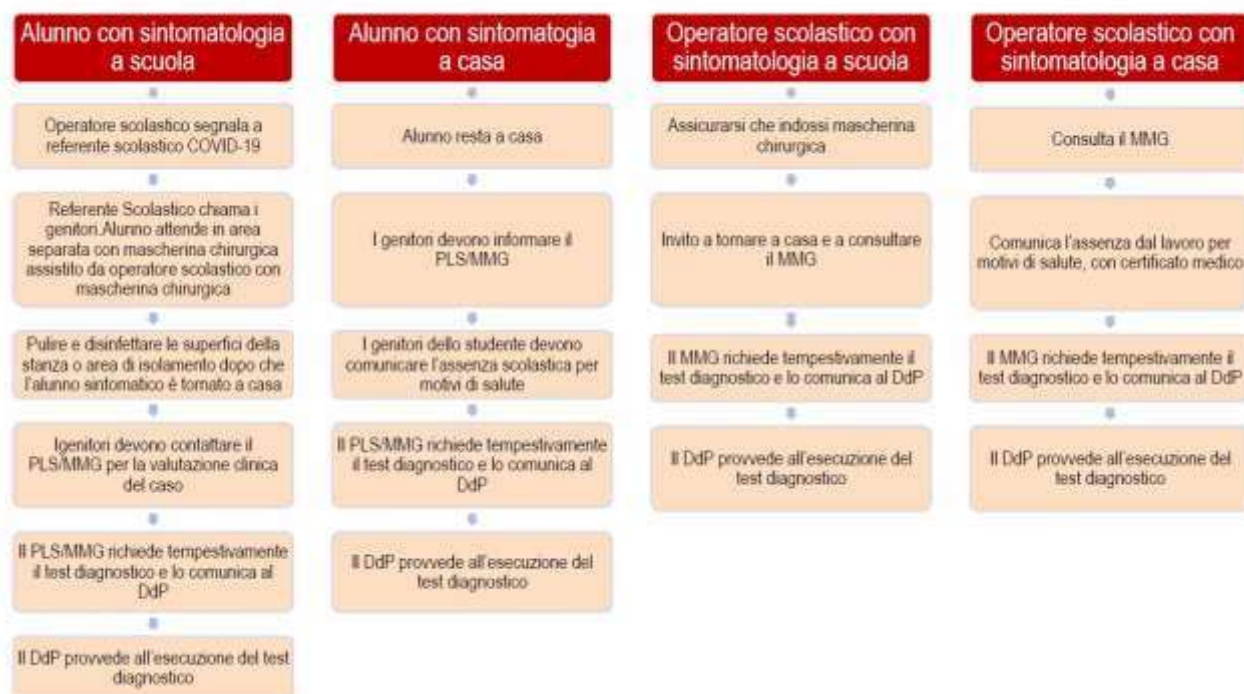 Alunno con sintomatologia
a scuola
Operatore scolastico segnala a
referente scolastico COVID-19
Referente Scolastico chiama i
genitori.Alunno attende in area
separata con mascherina chirurgica
assistito da operatore scolastico con
mascherina chirurgica
Pulire e disinfettare le superfici della
stanza o area di isolamento dopo che
l'alunno sintomatico è tornato a casa
Igenitori devono contattare il
PLS/MMG per la valutazione clinica
del caso
Il PLS/MMG richiede tempestivamente
il test diagnostico e lo comunica al
DdP
Il DdP provvede all'esecuzione del test
diagnostico
Alunno con sintomatogia
a casa
Alunno resta a casa
I genitori devono informare il
PLS/MMG
I genitori dello studente devono
comunicare l'assenza scolastica per
motivi di salute
Il PLS/MMG richiede tempestivamente
il test diagnostico e lo comunica al
DdP
Il DdP provvede all'esecuzione del
test diagnostico
Operatore scolastico con
sintomatologia a scuola
Assicurarsi che indossi mascherina
chirurgica
Invito a tornare a casa e a consultare
il MMG
Il MMG richiede tempestivamente il
test diagnostico e lo comunica al DdP
Il DdP provvede all'esecuzione del
test diagnostico
Operatore scolastico con
sintomatologia a casa
Consulta il MMG
Comunica l'assenza dal lavoro per
motivi di salute, con certificato medico
Il MMG richiede tempestivamente il
test diagnostico e lo comunica al DdP
Il DdP provvede all'esecuzione del
test diagnostico